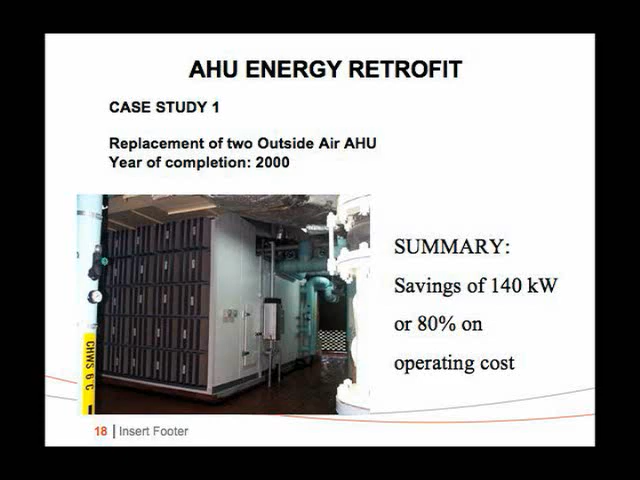 AHU ENERGY RETROFIT
CASE STUDY 1
Replacement of two Outside Air AHU
Year of completion: 2000
SUMMARY:
Savings of 140 kW
or 80% on
operating cost
CHWS 6°C
18 | Insert Footer